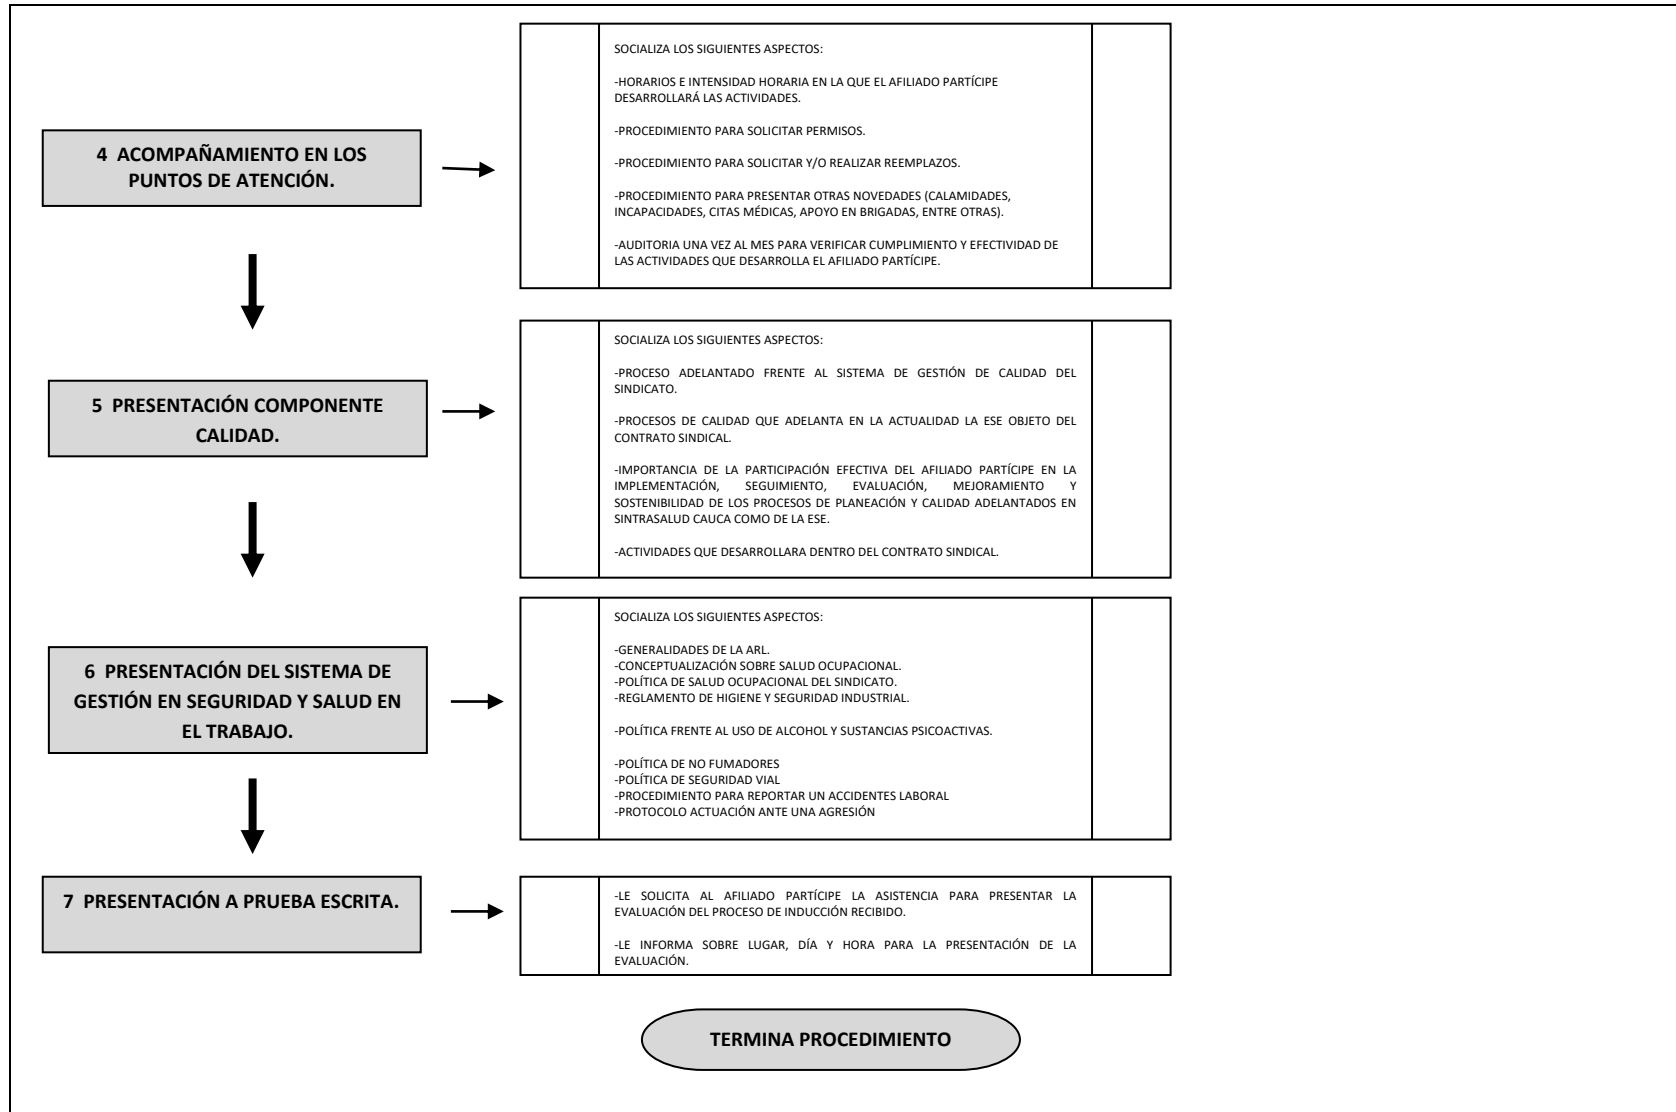 4 ACOMPAÑAMIENTO EN LOS
PUNTOS DE ATENCIÓN.
SOCIALIZA LOS SIGUIENTES ASPECTOS:
-HORARIOS E INTENSIDAD HORARIA EN LA QUE EL AFILIADO PARTÍCIPE
DESARROLLARÁ LAS ACTIVIDADES.
-PROCEDIMIENTO PARA SOLICITAR PERMISOS.
-PROCEDIMIENTO PARA SOLICITAR Y/O REALIZAR REEMPLAZOS.
-PROCEDIMIENTO PARA PRESENTAR OTRAS NOVEDADES (CALAMIDADES,
INCAPACIDADES, CITAS MÉDICAS, APOYO EN BRIGADAS, ENTRE OTRAS).
-AUDITORIA UNA VEZ AL MES PARA VERIFICAR CUMPLIMIENTO Y EFECTIVIDAD DE
LAS ACTIVIDADES QUE DESARROLLA EL AFILIADO PARTÍCIPE.
5 PRESENTACIÓN COMPONENTE
CALIDAD.
SOCIALIZA LOS SIGUIENTES ASPECTOS:
-PROCESO ADELANTADO FRENTE AL SISTEMA DE GESTIÓN DE CALIDAD DEL
SINDICATO.
-PROCESOS DE CALIDAD QUE ADELANTA EN LA ACTUALIDAD LA ESE OBJETO DEL
CONTRATO SINDICAL.
-IMPORTANCIA DE LA PARTICIPACIÓN EFECTIVA DEL AFILIADO PARTÍCIPE EN LA
IMPLEMENTACIÓN, SEGUIMIENTO, EVALUACIÓN, MEJORAMIENTO Y
SOSTENIBILIDAD DE LOS PROCESOS DE PLANEACIÓN Y CALIDAD ADELANTADOS EN
SINTRASALUD CAUCA COMO DE LA ESE.
-ACTIVIDADES QUE DESARROLLARA DENTRO DEL CONTRATO SINDICAL.
6 PRESENTACIÓN DEL SISTEMA DE
GESTIÓN EN SEGURIDAD Y SALUD EN
EL TRABAJO.
SOCIALIZA LOS SIGUIENTES ASPECTOS:
-GENERALIDADES DE LA ARL.
-CONCEPTUALIZACIÓN SOBRE SALUD OCUPACIONAL.
-POLÍTICA DE SALUD OCUPACIONAL DEL SINDICATO.
-REGLAMENTO DE HIGIENE Y SEGURIDAD INDUSTRIAL.
-POLÍTICA FRENTE AL USO DE ALCOHOL Y SUSTANCIAS PSICOACTIVAS.
-POLÍTICA DE NO FUMADORES
-POLÍTICA DE SEGURIDAD VIAL
-PROCEDIMIENTO PARA REPORTAR UN ACCIDENTES LABORAL
-PROTOCOLO ACTUACIÓN ANTE UNA AGRESIÓN
7 PRESENTACIÓN A PRUEBA ESCRITA.
-LE SOLICITA AL AFILIADO PARTÍCIPE LA ASISTENCIA PARA PRESENTAR LA
EVALUACIÓN DEL PROCESO DE INDUCCIÓN RECIBIDO.
-LE INFORMA SOBRE LUGAR, DÍA Y HORA PARA LA PRESENTACIÓN DE LA
EVALUACIÓN.
TERMINA PROCEDIMIENTO